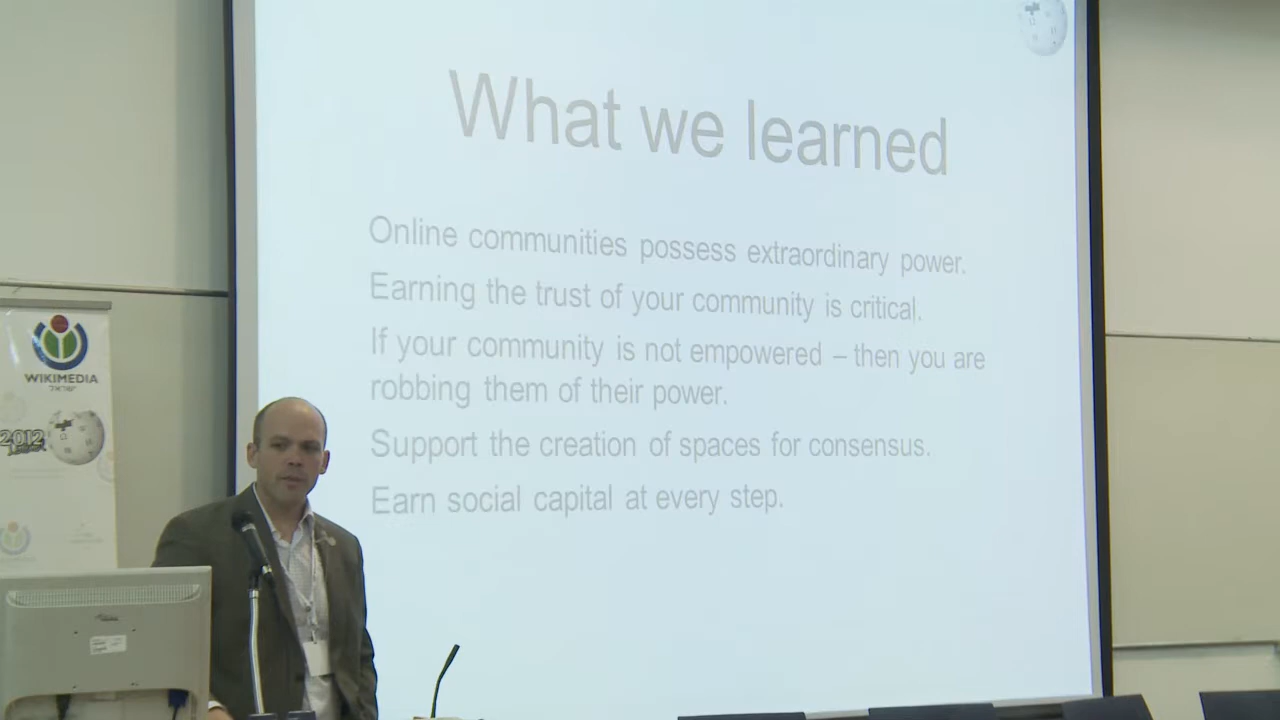 What we learned
Online communities possess extraordinary power.
Earning the trust of your community is critical.
If your community is not empowered – then you are
robbing them of their power.
Support the creation of spaces for consensus.
Earn social capital at every step.
WIKIMEDIA
ישראל
2012